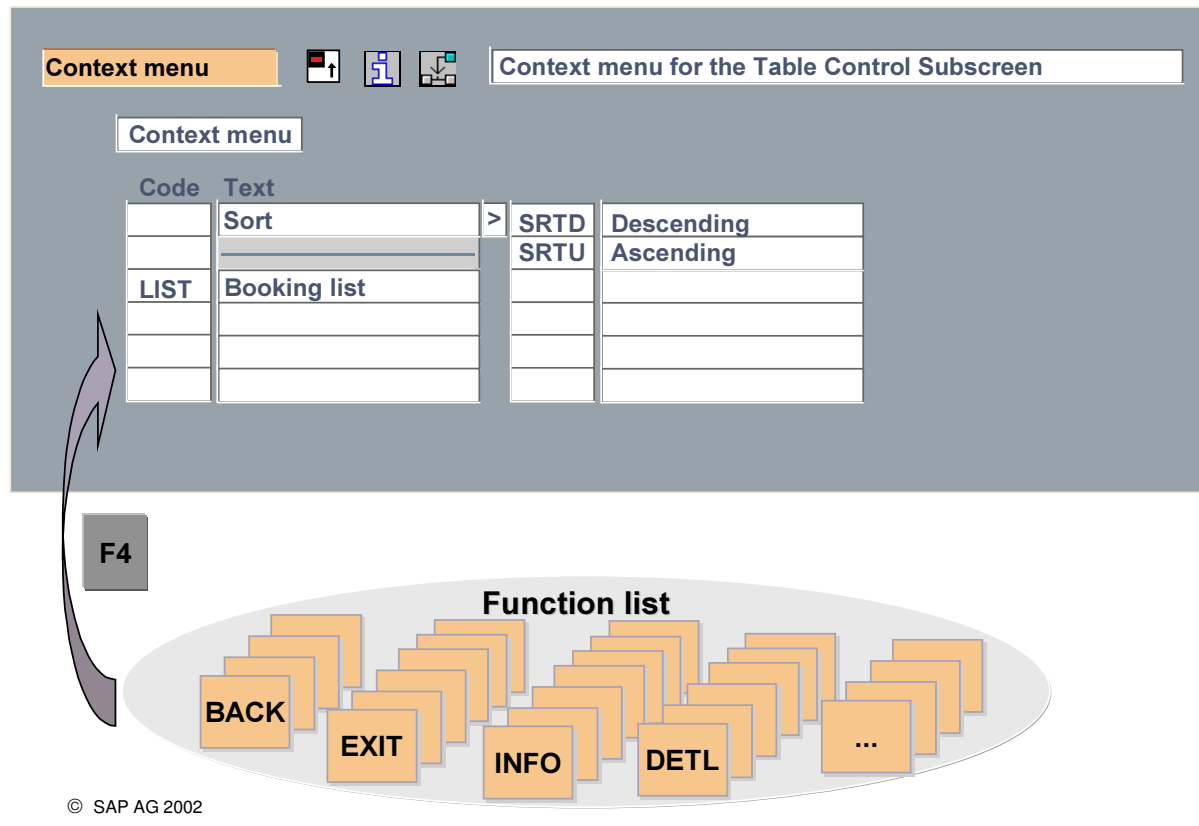 Context menu Context menu for the Table Control Subscreen
Context menu
Code Text
Sort > SRTD Descending
SRTU Ascending
LIST Booking list
F4
Function list
BACK
EXIT
INFO
DETL
...
© SAP AG 2002